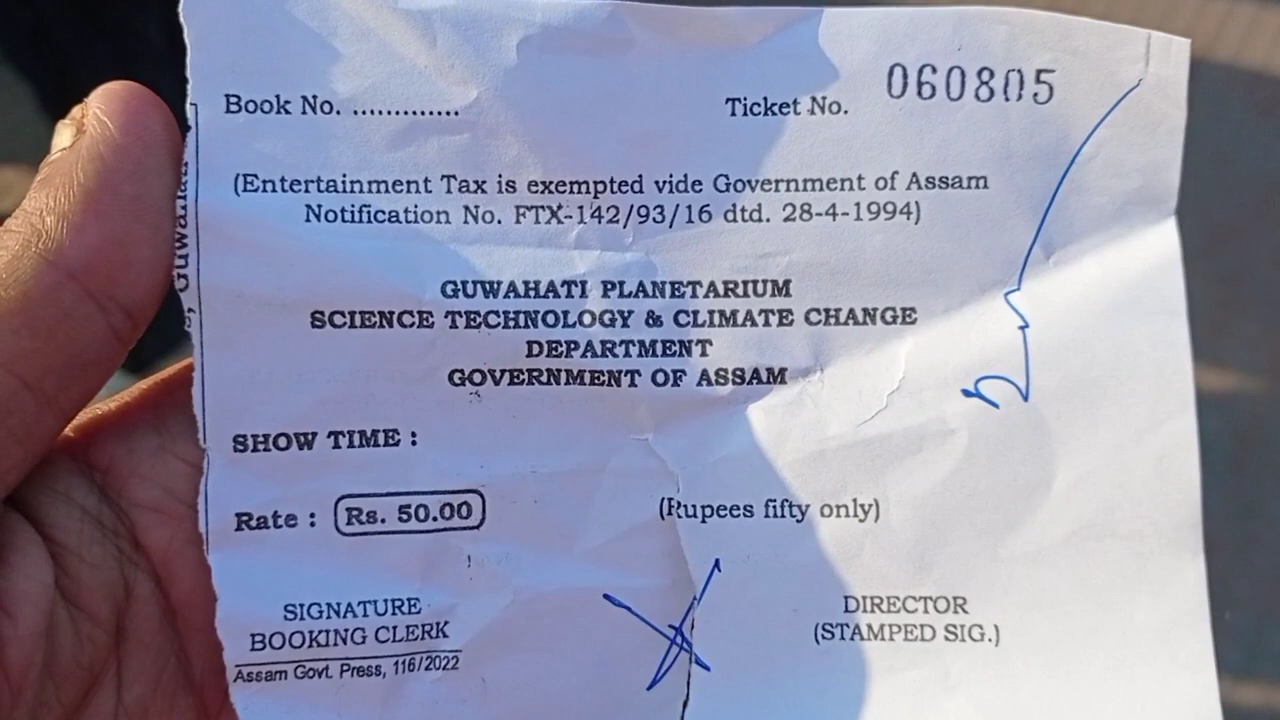 Book No. .............
Ticket No. 060805
(Entertainment Tax is exempted vide Government of Assam
Notification No. FTX-142/93/16 dtd. 28-4-1994)
GUWAHATI PLANETARIUM
SCIENCE TECHNOLOGY & CLIMATE CHANGE
DEPARTMENT
GOVERNMENT OF ASSAM
SHOW TIME :
Rate : Rs. 50.00 (Rupees fifty only)
SIGNATURE
BOOKING CLERK
DIRECTOR
(STAMPED SIG.)
Assam Govt. Press, 116/2022
Guwahati